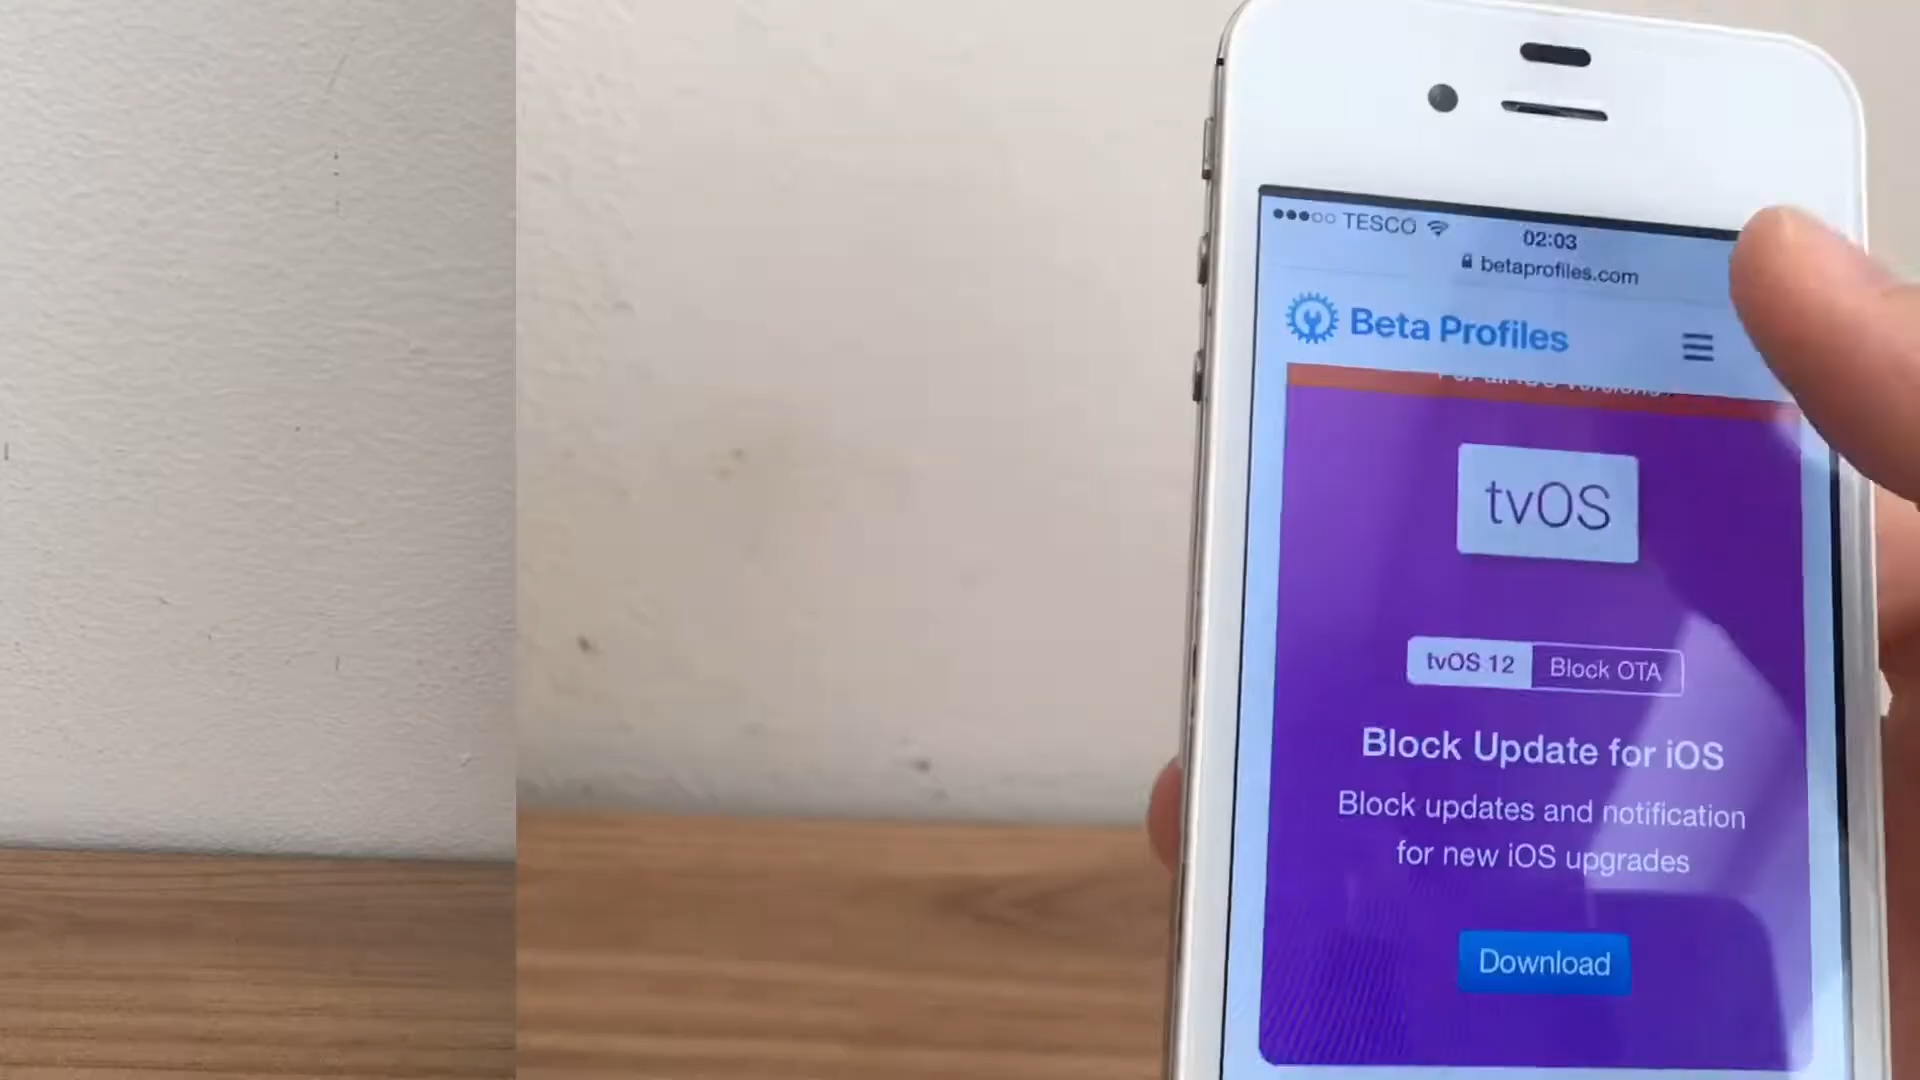 TESCO
02:03
betaprofiles.com
Beta Profiles
tvOS
tvOS 12
Block OTA
Block Update for iOS
Block updates and notification
for new iOS upgrades
Download